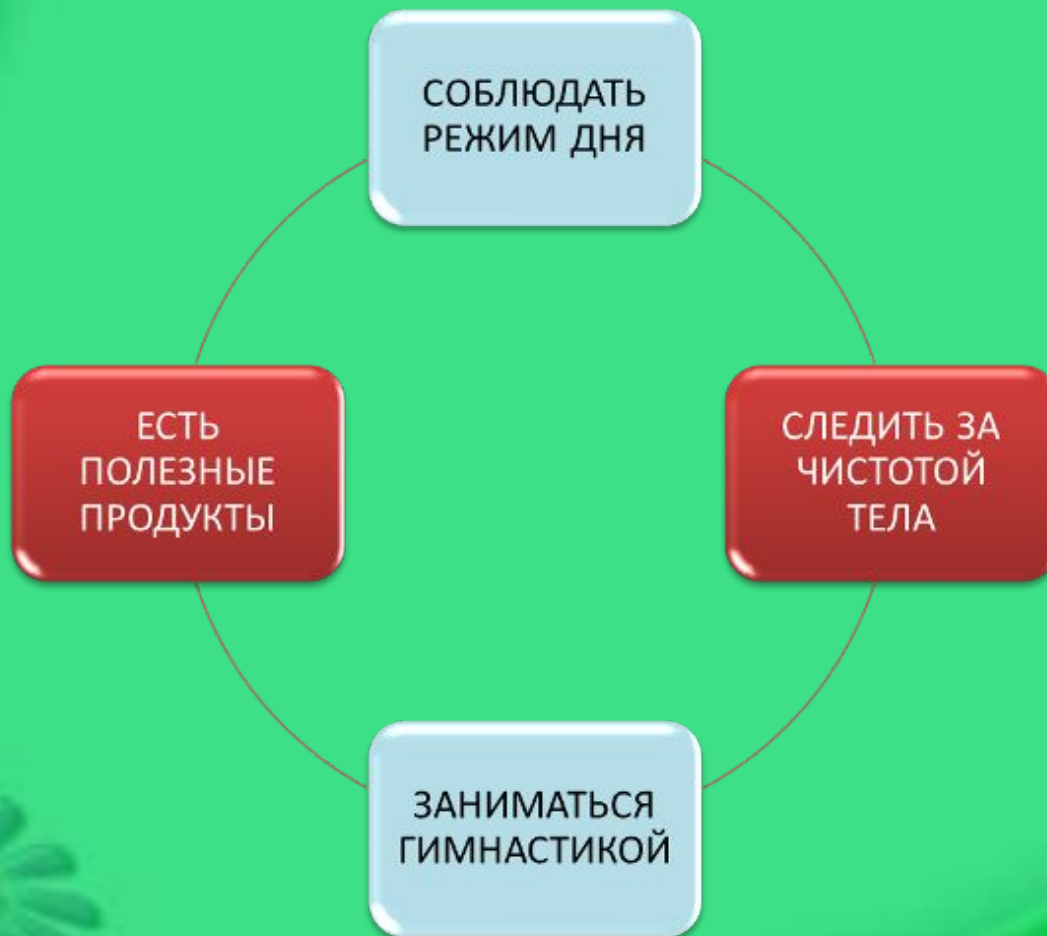 СОБЛЮДАТЬ
РЕЖИМ ДНЯ
ЕСТЬ
ПОЛЕЗНЫЕ
ПРОДУКТЫ
СЛЕДИТЬ ЗА
ЧИСТОТОЙ
ТЕЛА
ЗАНИМАТЬСЯ
ГИМНАСТИКОЙ